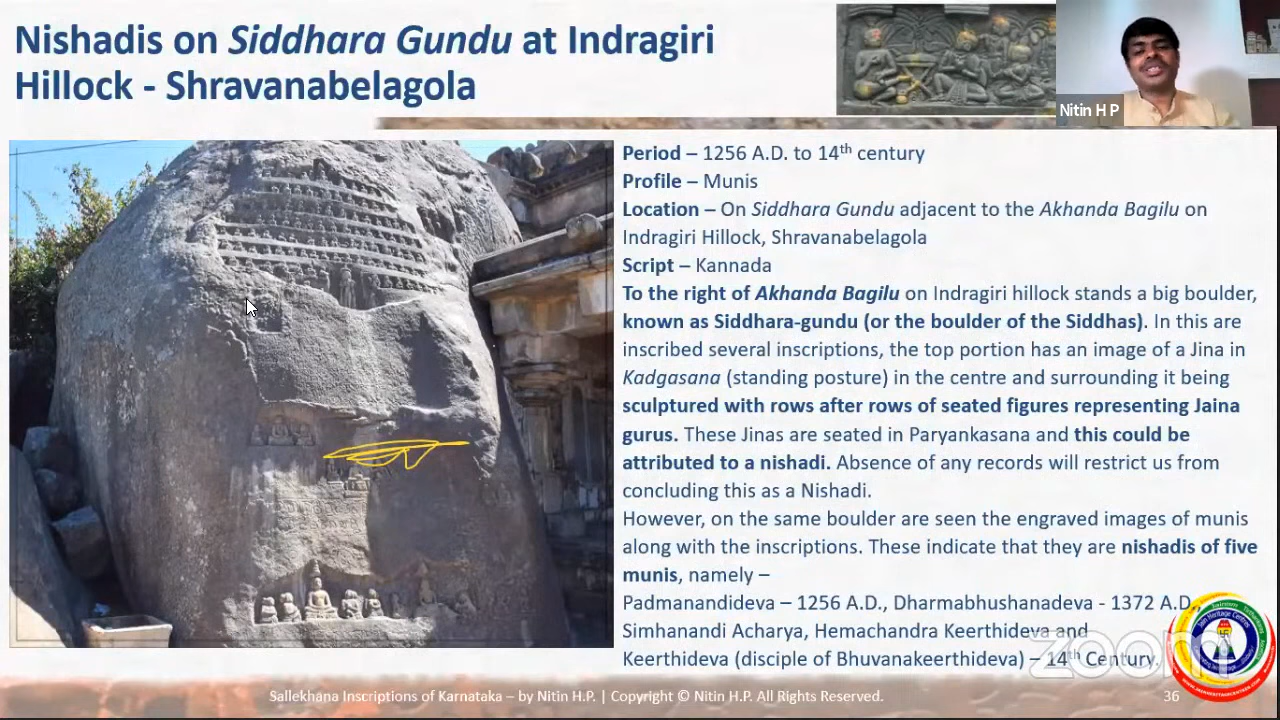 Nishadis on Siddhara Gundu at Indragiri
Hillock - Shravanabelagola
Nitin H P
Period – 1256 A.D. to 14th century
Profile – Munis
Location – On Siddhara Gundu adjacent to the Akhanda Bagilu on
Indragiri Hillock, Shravanabelagola
Script – Kannada
To the right of Akhanda Bagilu on Indragiri hillock stands a big boulder,
known as Siddhara-gundu (or the boulder of the Siddhas). In this are
inscribed several inscriptions, the top portion has an image of a Jina in
Kadgasana (standing posture) in the centre and surrounding it being
sculptured with rows after rows of seated figures representing Jaina
gurus. These Jinas are seated in Paryankasana and this could be
attributed to a nishadi. Absence of any records will restrict us from
concluding this as a Nishadi.
However, on the same boulder are seen the engraved images of munis
along with the inscriptions. These indicate that they are nishadis of five
munis, namely –
Padmanandideva – 1256 A.D., Dharmabhushanadeva - 1372 A.D.,
Simhanandi Acharya, Hemachandra Keerthideva and
Keerthideva (disciple of Bhuvanakeerthideva) – 14th Century.
zoom
Sallekhana Inscriptions of Karnataka – by Nitin H.P. | Copyright © Nitin H.P. All Rights Reserved.
36